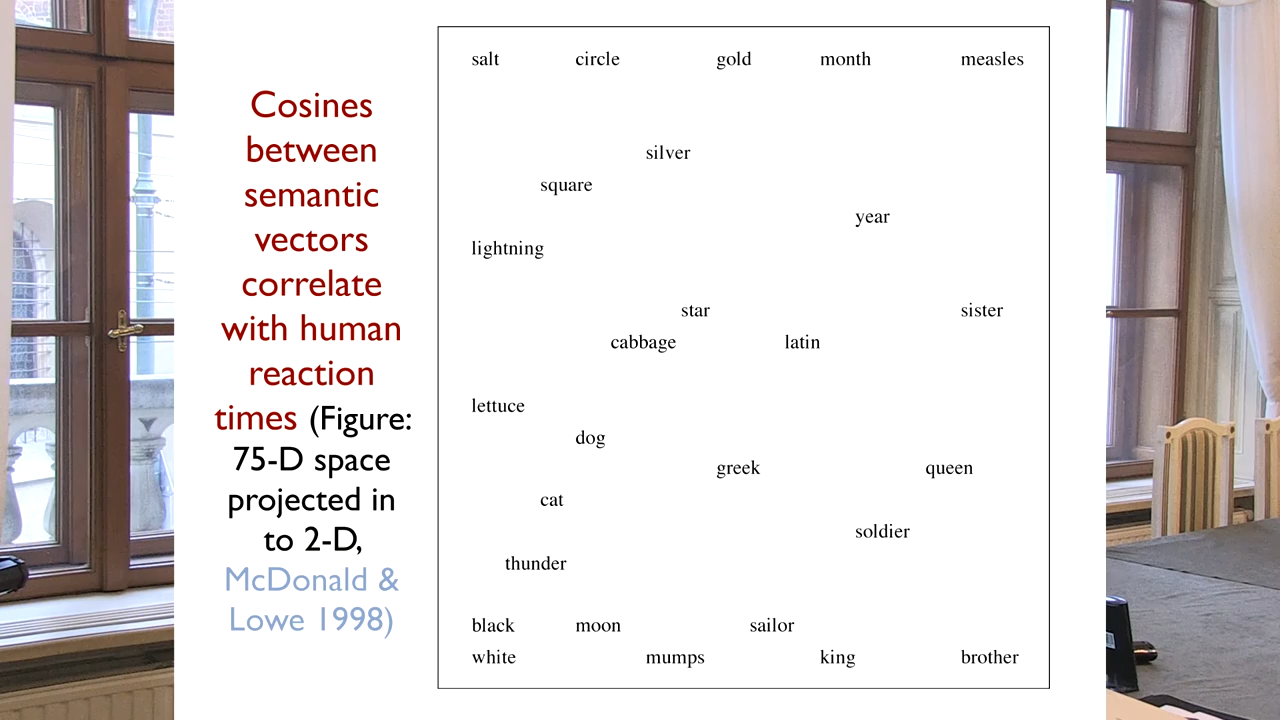 Cosines
between
semantic
vectors
correlate
with human
reaction
times (Figure:
75-D space
projected in
to 2-D,
McDonald &
Lowe 1998)
salt circle gold month measles
silver
square
year
lightning
star sister
cabbage latin
lettuce
dog
greek queen
cat
soldier
thunder
black moon sailor
white mumps king brother